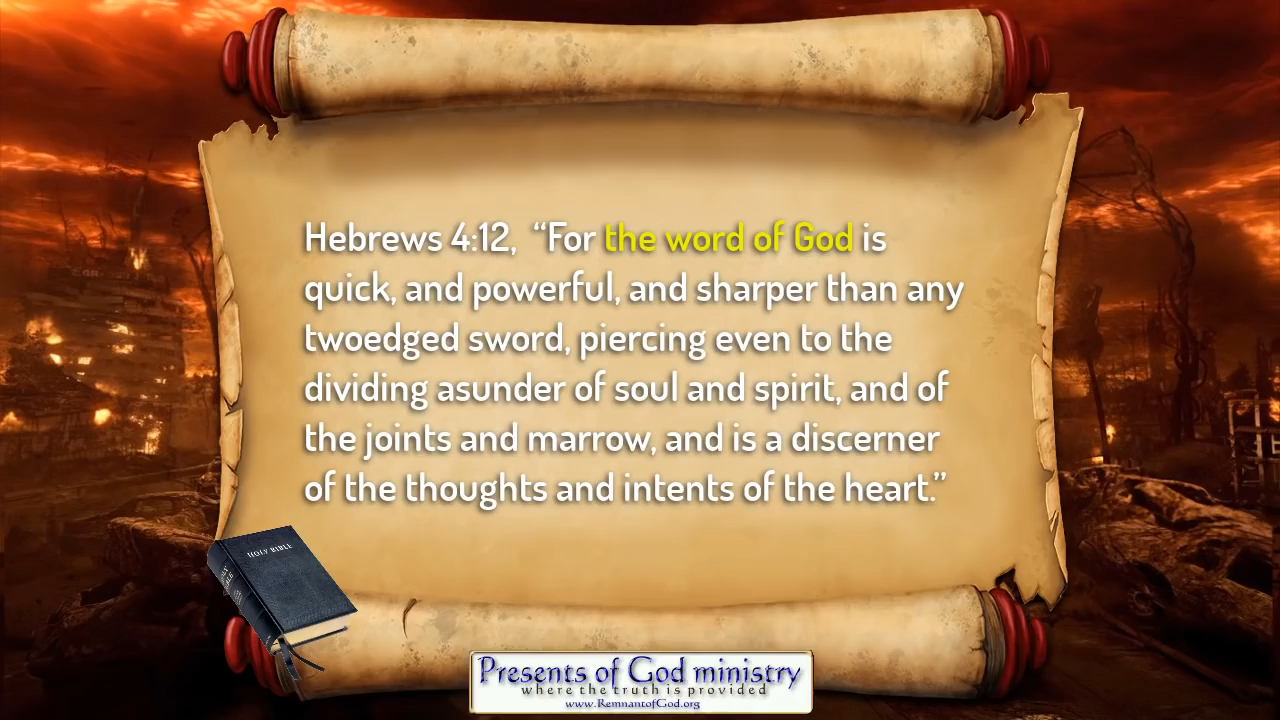 Hebrews 4:12,  “For the word of God is
quick, and powerful, and sharper than any
twoedged sword, piercing even to the
dividing asunder of soul and spirit, and of
the joints and marrow, and is a discerner
of the thoughts and intents of the heart.”
HOLY BIBLE
Presents of God ministry
where the truth is provided
www.RemnantofGod.org